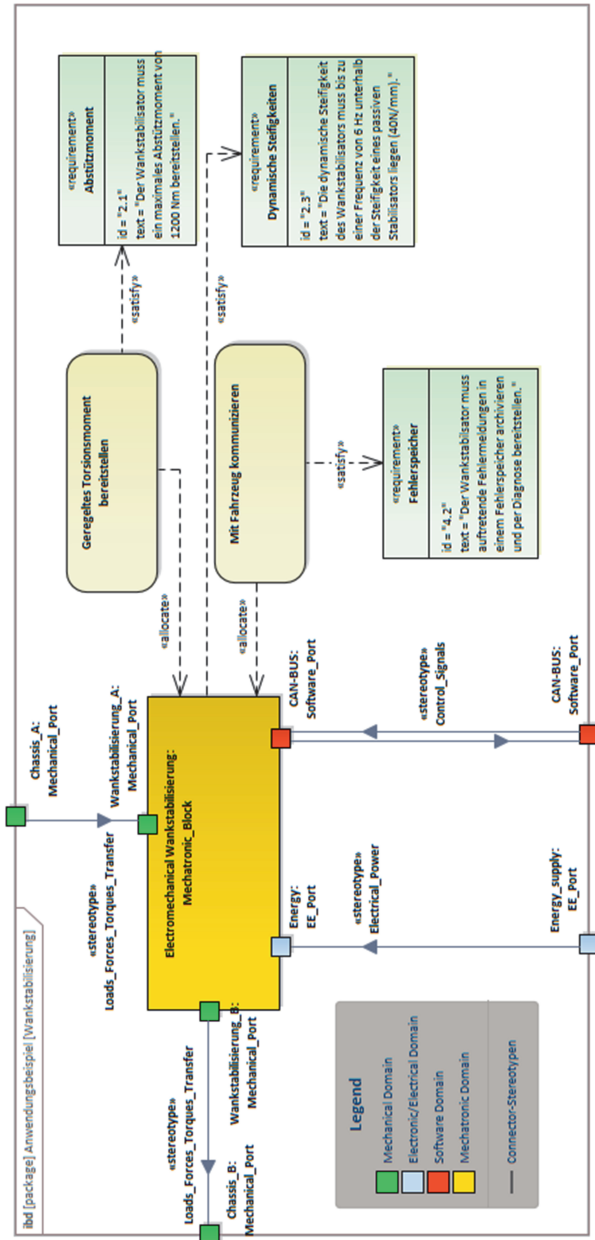 ibd [package] Anwendungsbeispiel [Wankstabilisierung]
Chassis_A:
Mechanical_Port
«stereotype»
Loads_Forces_Torques_Transfer
Wankstabilisierung_A:
Mechanical_Port
Electromechanical Wankstabilisierung:
Mechatronic_Block
«stereotype»
Loads_Forces_Torques_Transfer
Chassis_B:
Mechanical_Port
Wankstabilisierung_B:
Mechanical_Port
Energy:
EE_Port
CAN-BUS:
Software_Port
«stereotype»
Electrical_Power
«stereotype»
Control_Signals
Energy_supply:
EE_Port
CAN-BUS:
Software_Port
«allocate»
«allocate»
Geregeltes Torsionsmoment
bereitstellen
Mit Fahrzeug kommunizieren
«satisfy»
«satisfy»
«satisfy»
«requirement»
Abstützmoment
id = "2.1"
text = "Der Wankstabilisator muss
ein maximales Abstützmoment von
1200 Nm bereitstellen."
«requirement»
Dynamische Steifigkeiten
id = "2.3"
text = "Die dynamische Steifigkeit
des Wankstabilisators muss bis zu
einer Frequenz von 6 Hz unterhalb
der Steifigkeit eines passiven
Stabilisators liegen (40N/mm)."
«requirement»
Fehlerspeicher
id = "4.2"
text = "Der Wankstabilisator muss
auftretende Fehlermeldungen in
einem Fehlerspeicher archivieren
und per Diagnose bereitstellen."
Legend
Mechanical Domain
Electronic/Electrical Domain
Software Domain
Mechatronic Domain
Connector-Stereotypen